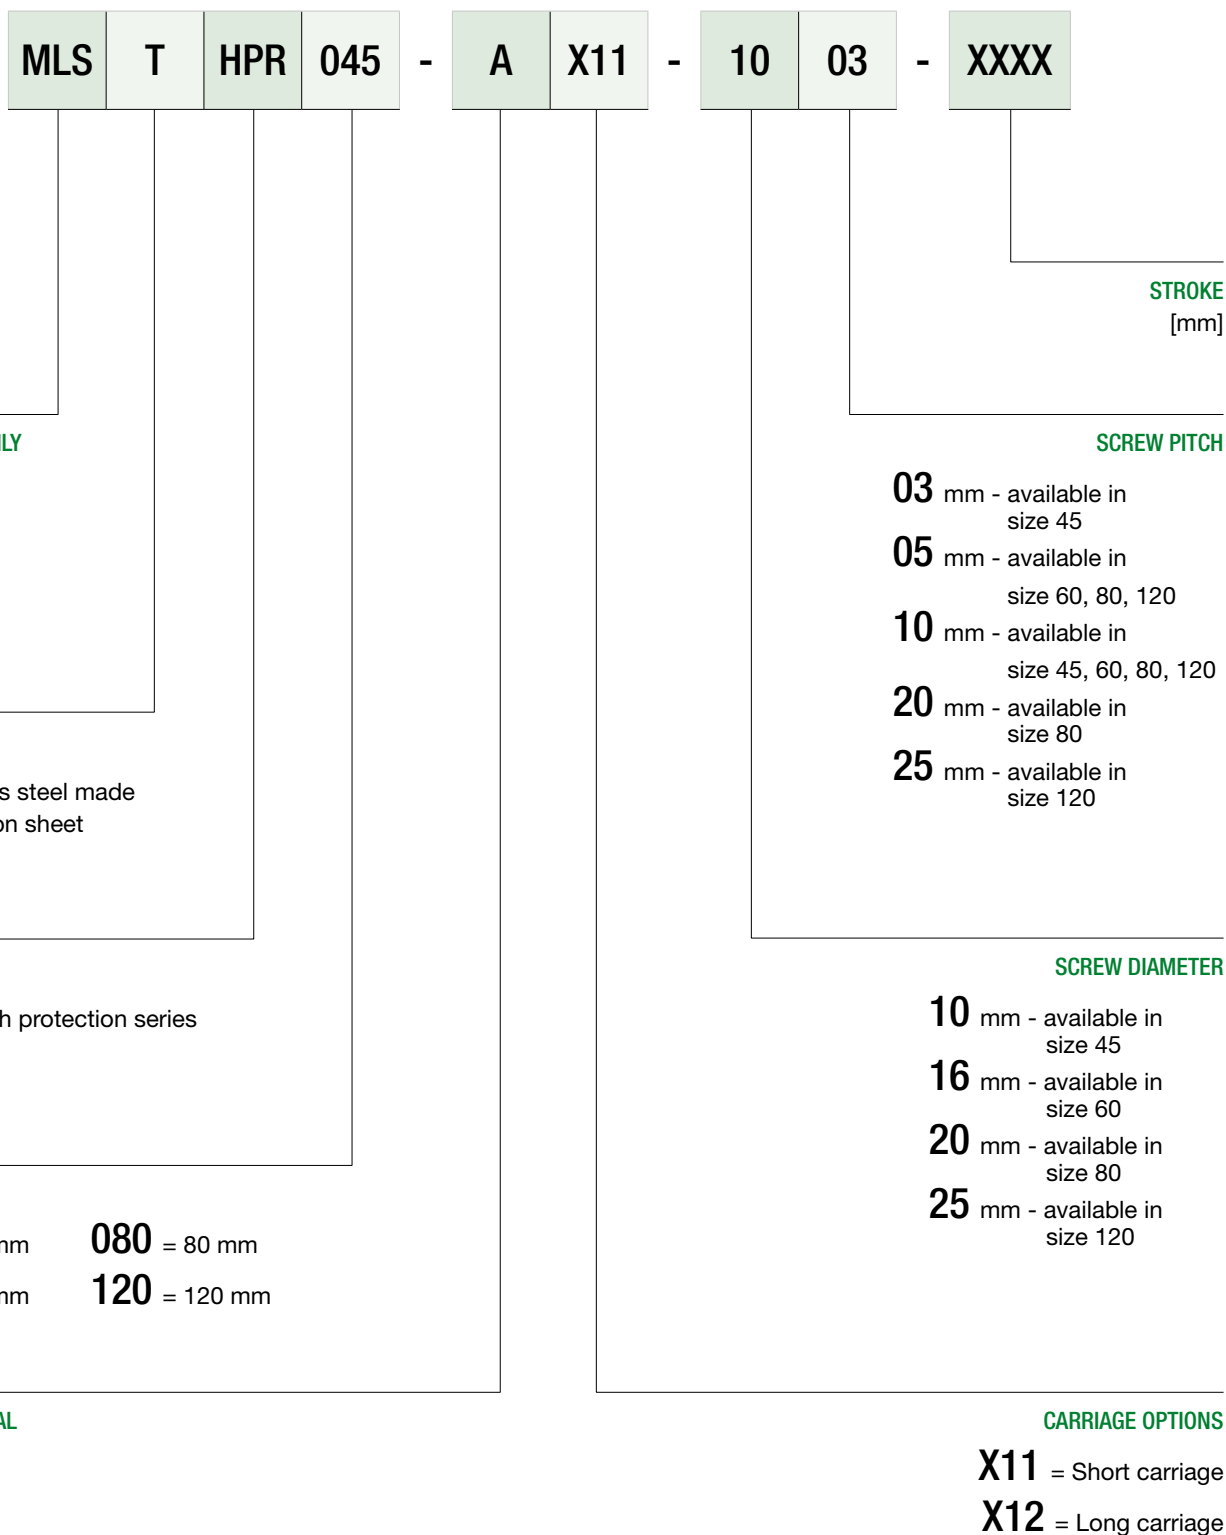 MLS T HPR 045 - A X11 - 10 03 - XXXX
STROKE
[mm]
SCREW PITCH
03 mm - available in
size 45
05 mm - available in
size 60, 80, 120
10 mm - available in
size 45, 60, 80, 120
20 mm - available in
size 80
25 mm - available in
size 120
steel made
sheet
protection series
SCREW DIAMETER
10 mm - available in
size 45
16 mm - available in
size 60
20 mm - available in
size 80
25 mm - available in
size 120
mm 080 = 80 mm
mm 120 = 120 mm
CARRIAGE OPTIONS
X11 = Short carriage
X12 = Long carriage